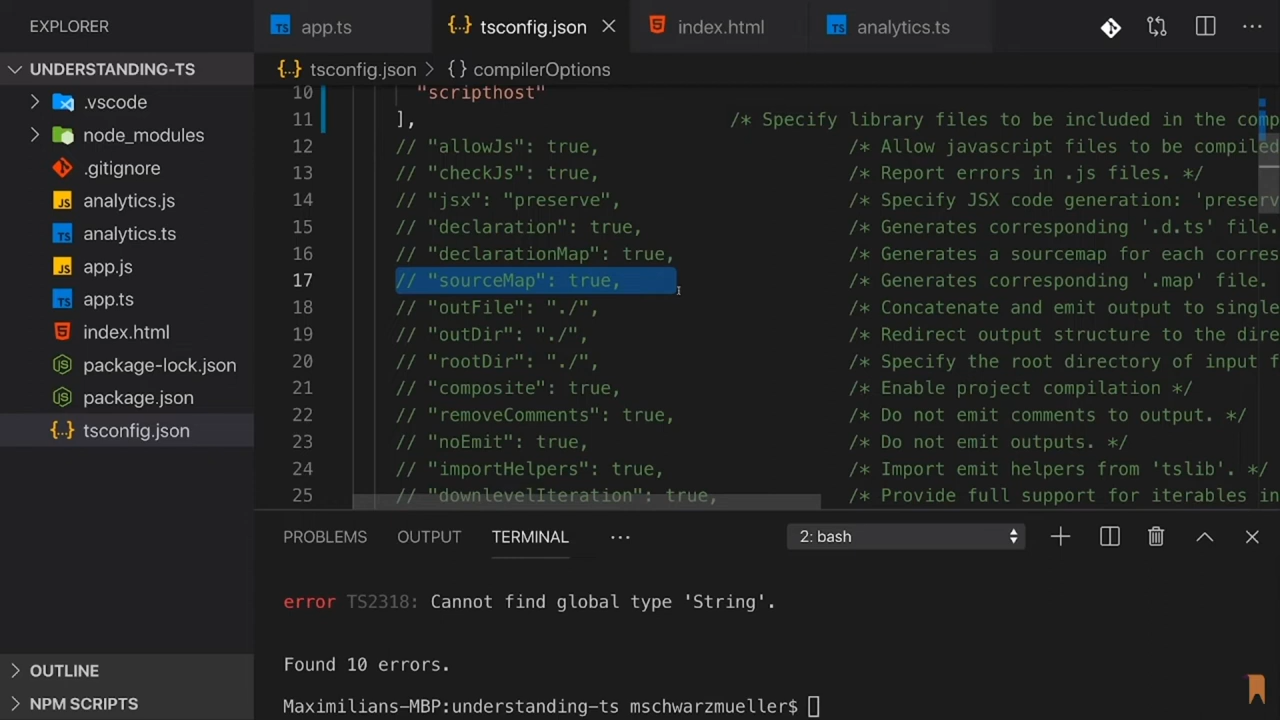 EXPLORER
app.ts
tsconfig.json
index.html
analytics.ts
UNDERSTANDING-TS
tsconfig.json > {} compilerOptions
.vscode
node_modules
.gitignore
analytics.js
analytics.ts
app.js
app.ts
index.html
package-lock.json
package.json
tsconfig.json
OUTLINE
NPM SCRIPTS
10 "scripthost"
11 ], /* Specify library files to be included in the comp
12 // "allowJs": true, /* Allow javascript files to be compiled
13 // "checkJs": true, /* Report errors in .js files. */
14 // "jsx": "preserve", /* Specify JSX code generation: 'preserv
15 // "declaration": true, /* Generates corresponding '.d.ts' file.
16 // "declarationMap": true, /* Generates a sourcemap for each corres
17 // "sourceMap": true, /* Generates corresponding '.map' file.
18 // "outFile": "./", /* Concatenate and emit output to singl
19 // "outDir": "./", /* Redirect output structure to the dir
20 // "rootDir": "./", /* Specify the root directory of input f
21 // "composite": true, /* Enable project compilation */
22 // "removeComments": true, /* Do not emit comments to output. */
23 // "noEmit": true, /* Do not emit outputs. */
24 // "importHelpers": true, /* Import emit helpers from 'tslib'. */
25 // "downlevelIteration": true, /* Provide full support for iterables in
PROBLEMS OUTPUT TERMINAL ··· 2: bash
error TS2318: Cannot find global type 'String'.
Found 10 errors.
Maximilians-MBP:understanding-ts mschwarzmueller$